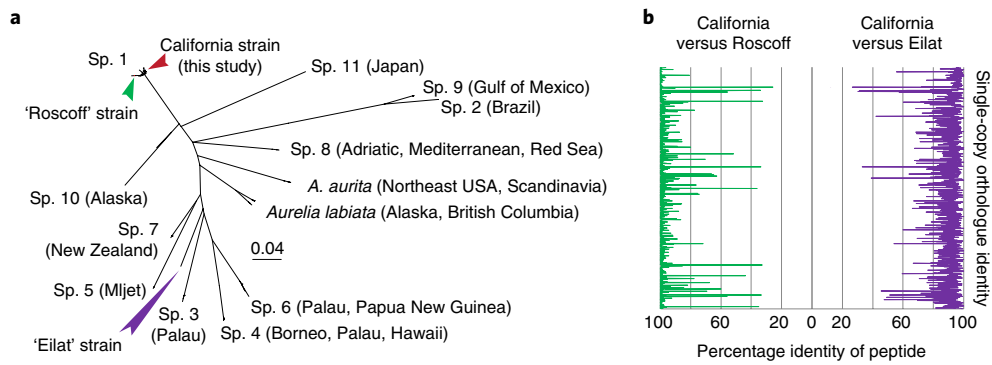 a
Sp. 1
California strain
(this study)
'Roscoff' strain
Sp. 11 (Japan)
Sp. 9 (Gulf of Mexico)
Sp. 2 (Brazil)
Sp. 8 (Adriatic, Mediterranean, Red Sea)
A. aurita (Northeast USA, Scandinavia)
Aurelia labiata (Alaska, British Columbia)
Sp. 10 (Alaska)
Sp. 7
(New Zealand)
0.04
Sp. 5 (Mljet)
Sp. 3
(Palau)
Sp. 6 (Palau, Papua New Guinea)
Sp. 4 (Borneo, Palau, Hawaii)
'Eilat' strain
b
California
versus Roscoff
California
versus Eilat
Single-copy orthologue identity
100 60 20 0 20 60 100
Percentage identity of peptide